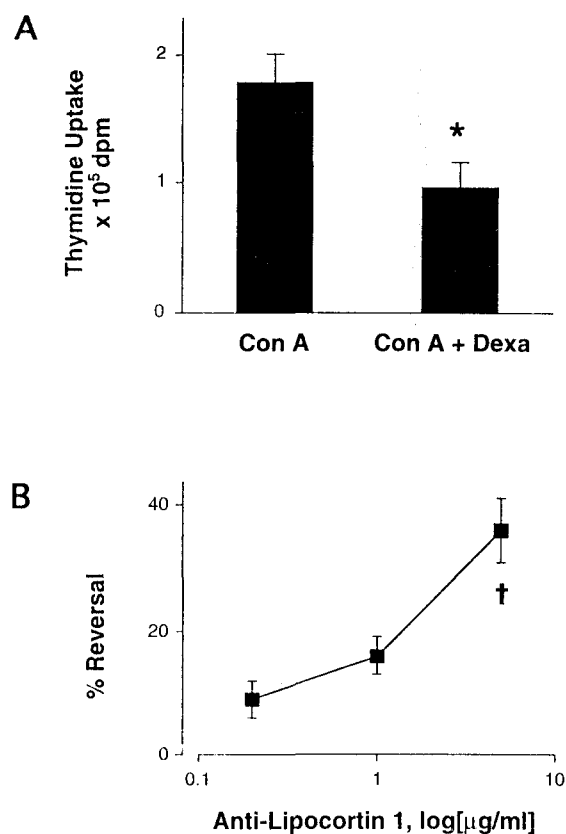 A
Thymidine Uptake
x 10⁵ dpm
2
1
0
*
Con A
Con A + Dexa
B
% Reversal
40
20
0
†
0.1
1
10
Anti-Lipocortin 1, log[μg/ml]